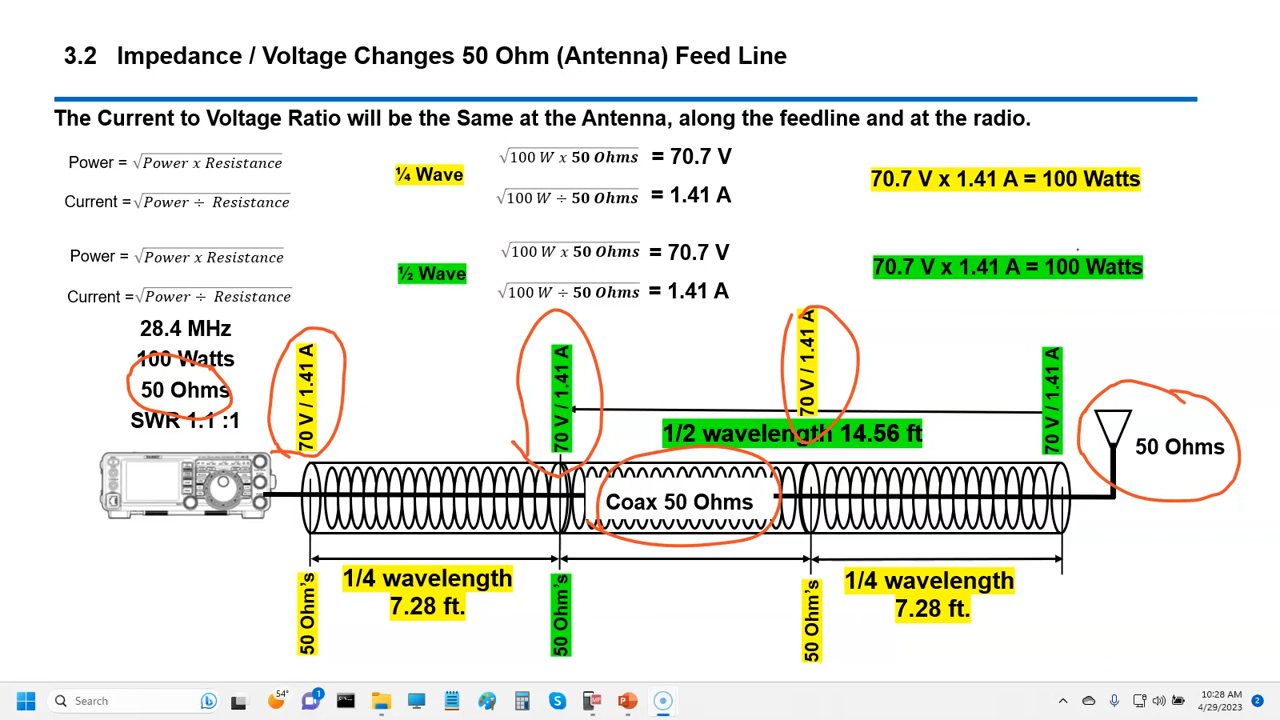 3.2 Impedance / Voltage Changes 50 Ohm (Antenna) Feed Line
The Current to Voltage Ratio will be the Same at the Antenna, along the feedline and at the radio.
Power = √Power x Resistance
¼ Wave
√100 W x 50 Ohms = 70.7 V
70.7 V x 1.41 A = 100 Watts
Current =√Power ÷ Resistance
√100 W ÷ 50 Ohms = 1.41 A
Power = √Power x Resistance
½ Wave
√100 W x 50 Ohms = 70.7 V
70.7 V x 1.41 A = 100 Watts
Current =√Power ÷ Resistance
√100 W ÷ 50 Ohms = 1.41 A
28.4 MHz
100 Watts
50 Ohms
SWR 1.1 :1
70 V / 1.41 A
70 V / 1.41 A
70 V / 1.41 A
70 V / 1.41 A
1/2 wavelength 14.56 ft
50 Ohms
Coax 50 Ohms
50 Ohm's
1/4 wavelength
7.28 ft.
50 Ohm's
50 Ohm's
1/4 wavelength
7.28 ft.
Search
54°
1
10:28 AM
4/29/2023
2